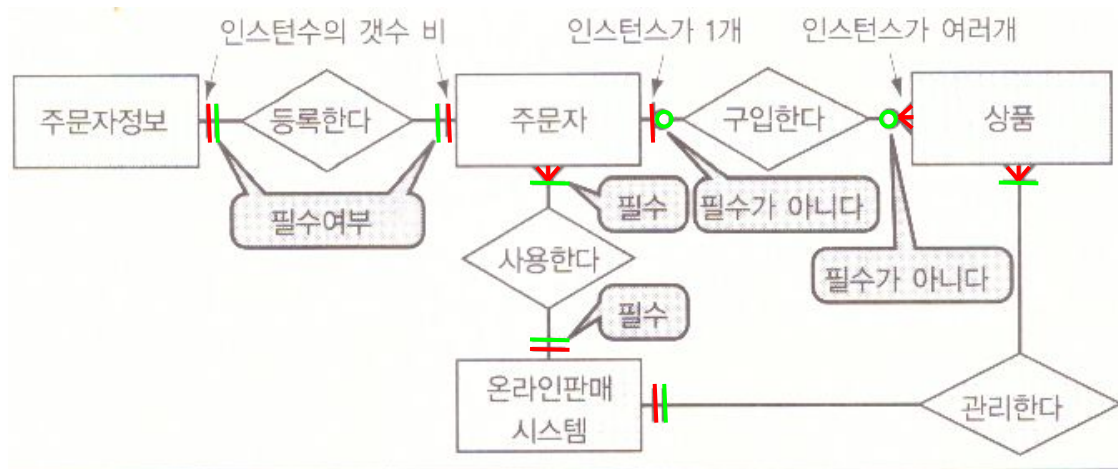 인스턴수의 갯수 비
인스턴스가 1개
인스턴스가 여러개
주문자정보
등록한다
주문자
구입한다
상품
필수여부
필수
필수가 아니다
사용한다
필수가 아니다
필수
온라인판매
시스템
관리한다